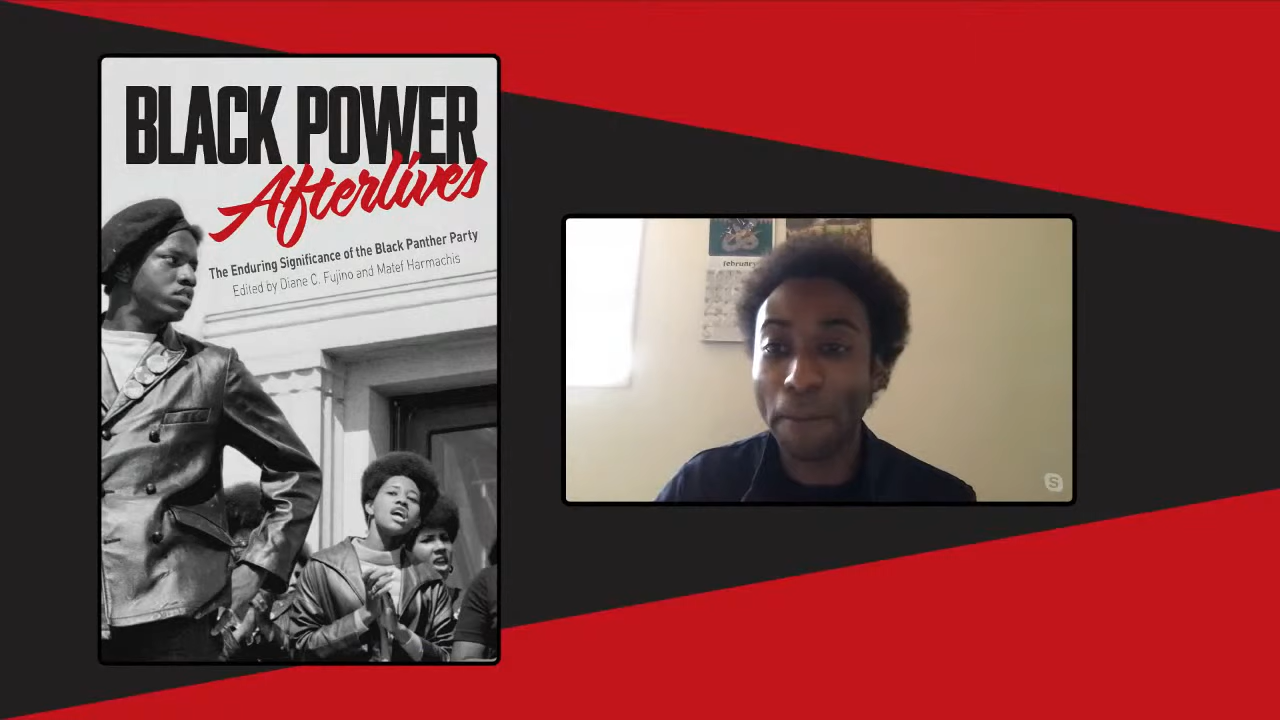 BLACK POWER
Afterlives
The Enduring Significance of the Black Panther Party
Edited by Diane C. Fujino and Matef Harmachis
February
S